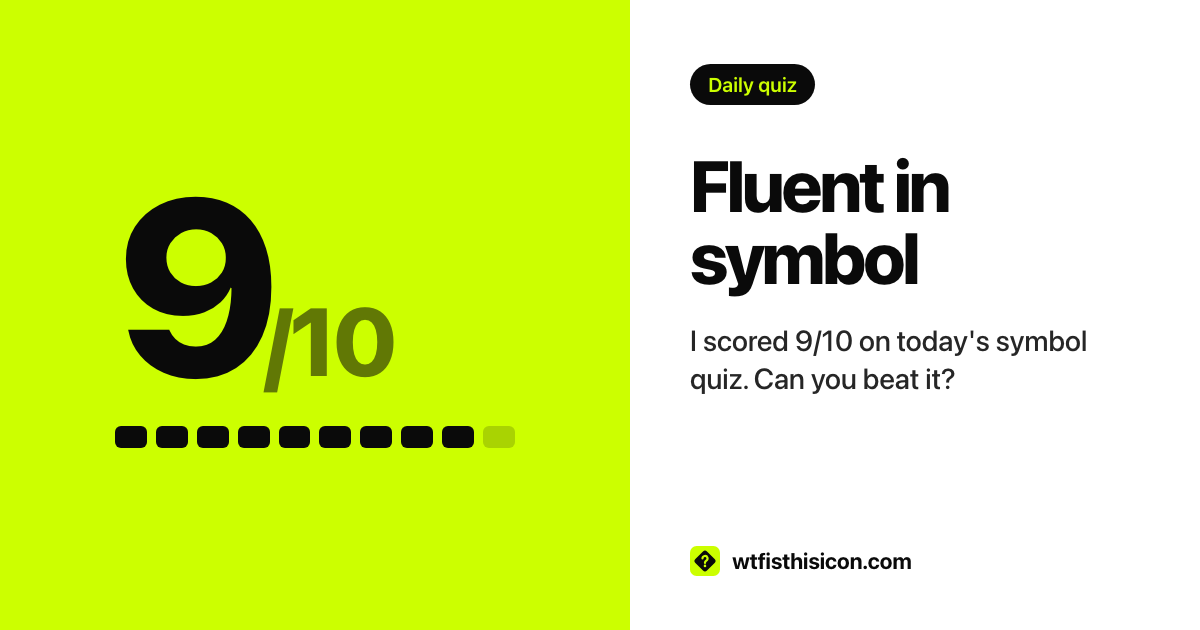 9/10
Daily quiz
Fluent in
symbol
I scored 9/10 on today's symbol
quiz. Can you beat it?
?
wtfisthisicon.com